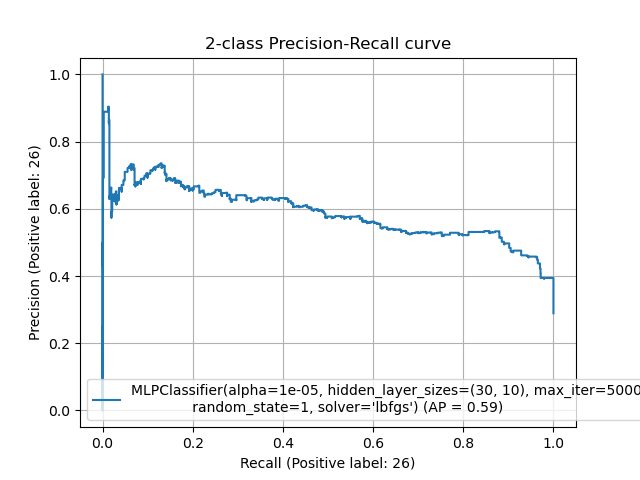 2-class Precision-Recall curve
1.0
0.8
0.6
0.4
0.2
0.0
Precision (Positive label: 26)
MLPClassifier(alpha=1e-05, hidden_layer_sizes=(30, 10), max_iter=5000
random_state=1, solver='lbfgs') (AP = 0.59)
0.0 0.2 0.4 0.6 0.8 1.0
Recall (Positive label: 26)